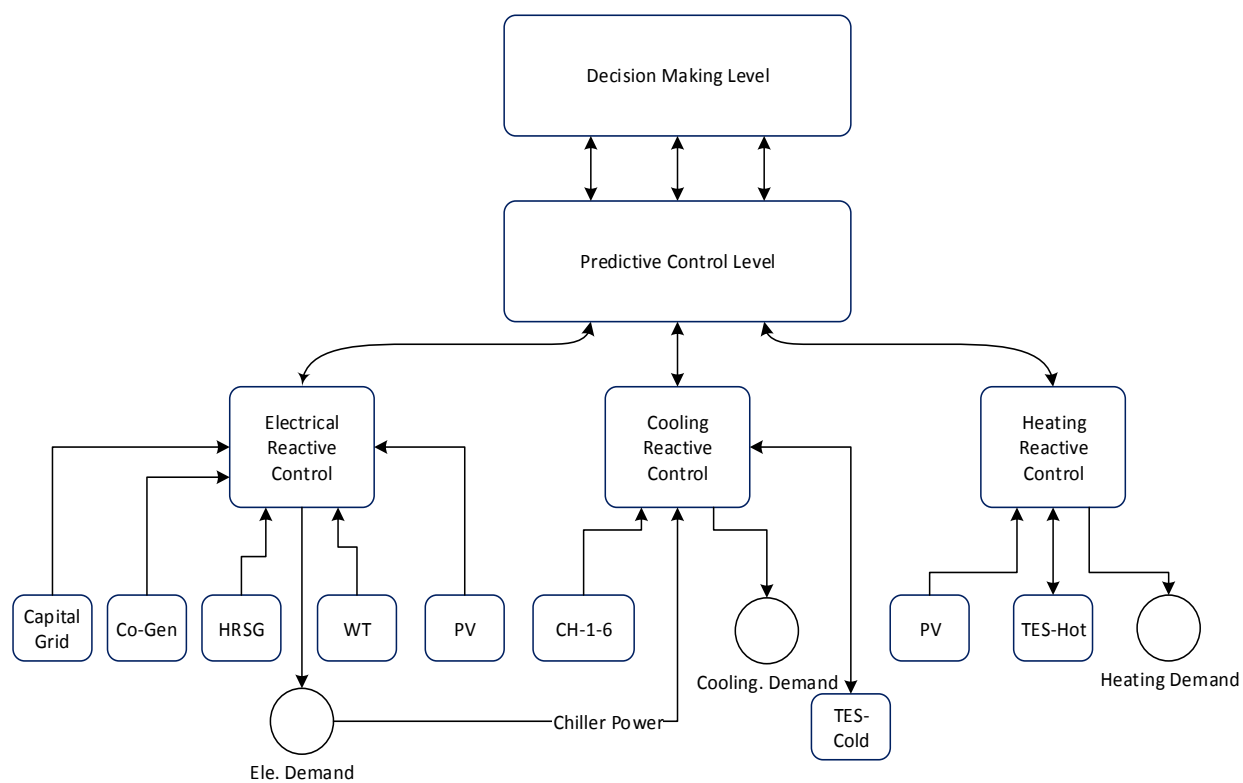 Decision Making Level
Predictive Control Level
Electrical
Reactive
Control
Cooling
Reactive
Control
Heating
Reactive
Control
Capital
Grid
Co-Gen
HRSG
WT
PV
CH-1-6
PV
TES-Hot
Cooling. Demand
Heating Demand
TES-
Cold
Chiller Power
Ele. Demand